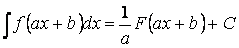 ∫f(ax+b)dx = 1/a F(ax+b) + C